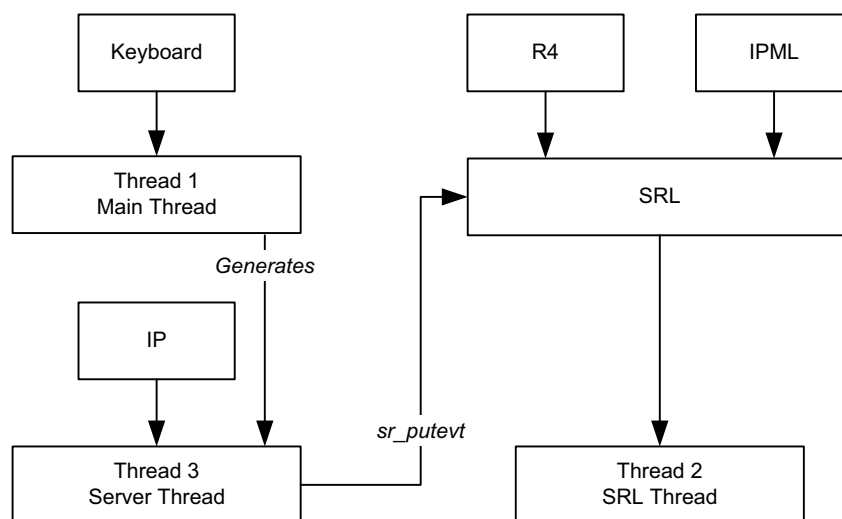 Keyboard
R4
IPML
Thread 1
Main Thread
SRL
Generates
IP
sr_putevt
Thread 3
Server Thread
Thread 2
SRL Thread